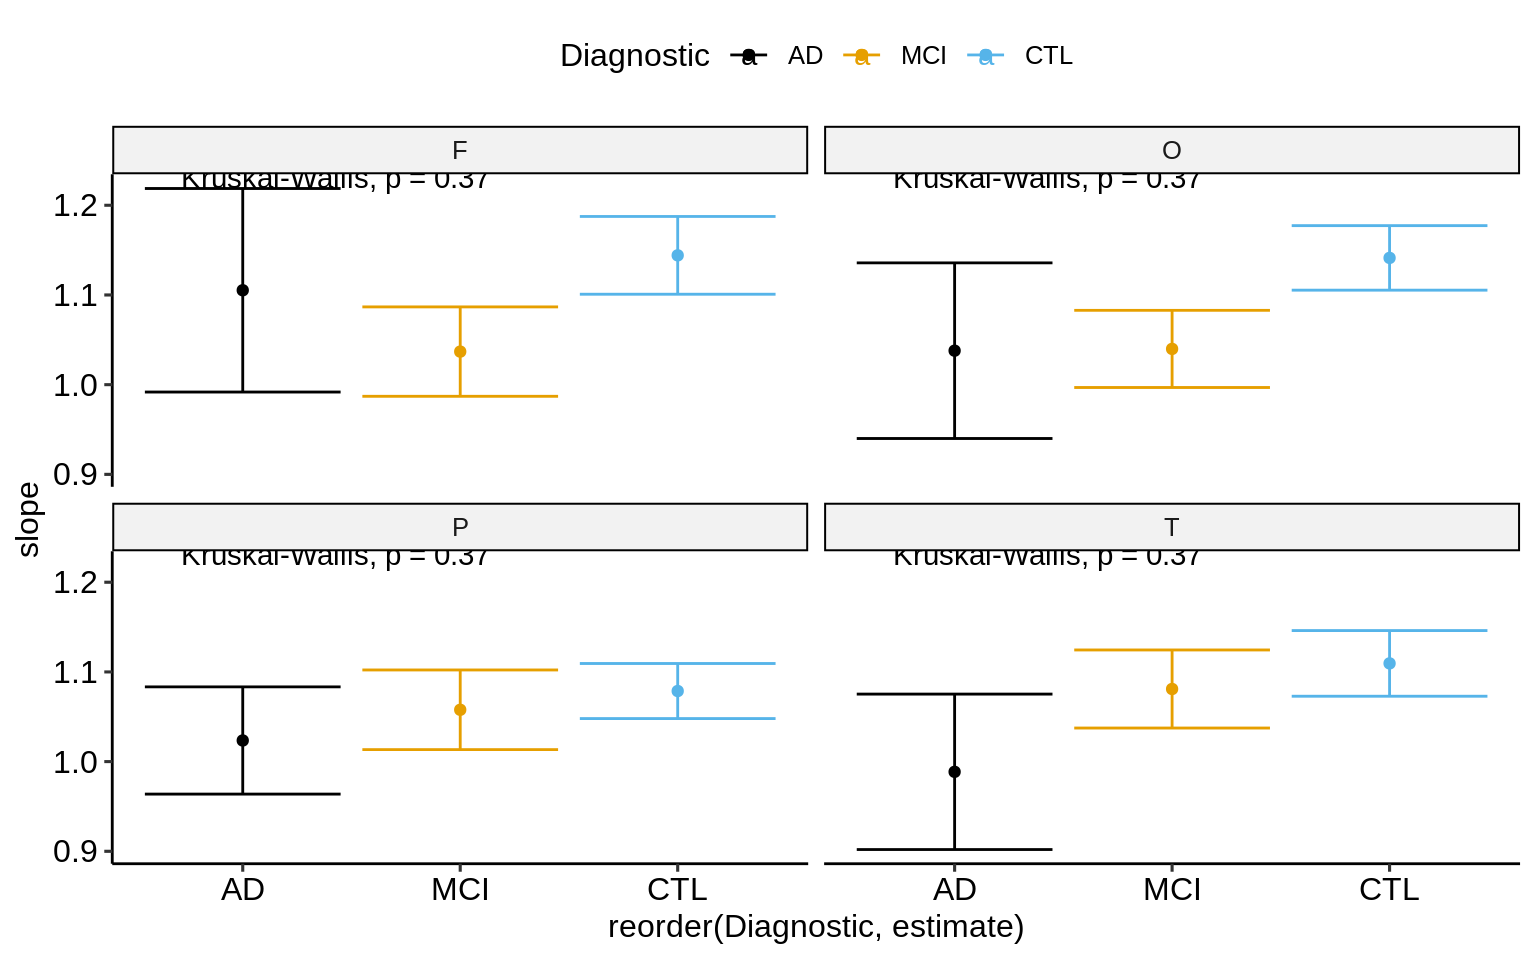 Diagnostic a AD a MCI a CTL
F
O
Kruskal-Wallis, p = 0.37
Kruskal-Wallis, p = 0.37
1.2
1.1
1.0
0.9
P
T
Kruskal-Wallis, p = 0.37
Kruskal-Wallis, p = 0.37
1.2
1.1
1.0
0.9
slope
AD MCI CTL
AD MCI CTL
reorder(Diagnostic, estimate)